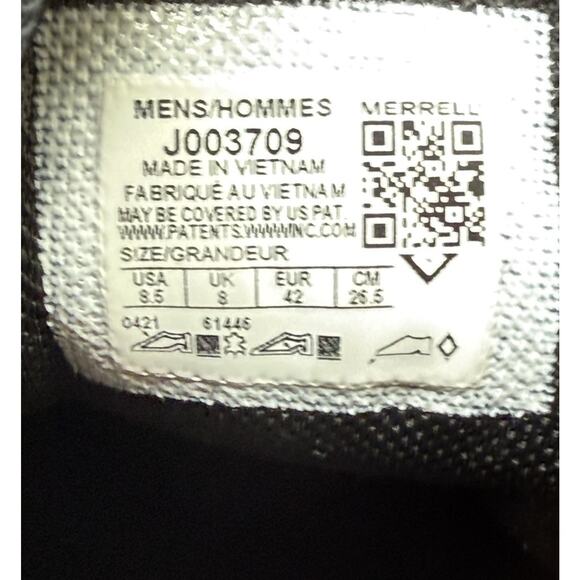 MENS/HOMMES MERRELL
J003709
MADE IN VIETNAM
FABRIQUÉ AU VIETNAM
MAY BE COVERED BY US PAT.
WWW.PATENTS.WWWINC.COM
SIZE/GRANDEUR
USA UK EUR CM
8.5 8 42 26.5
0421 61446